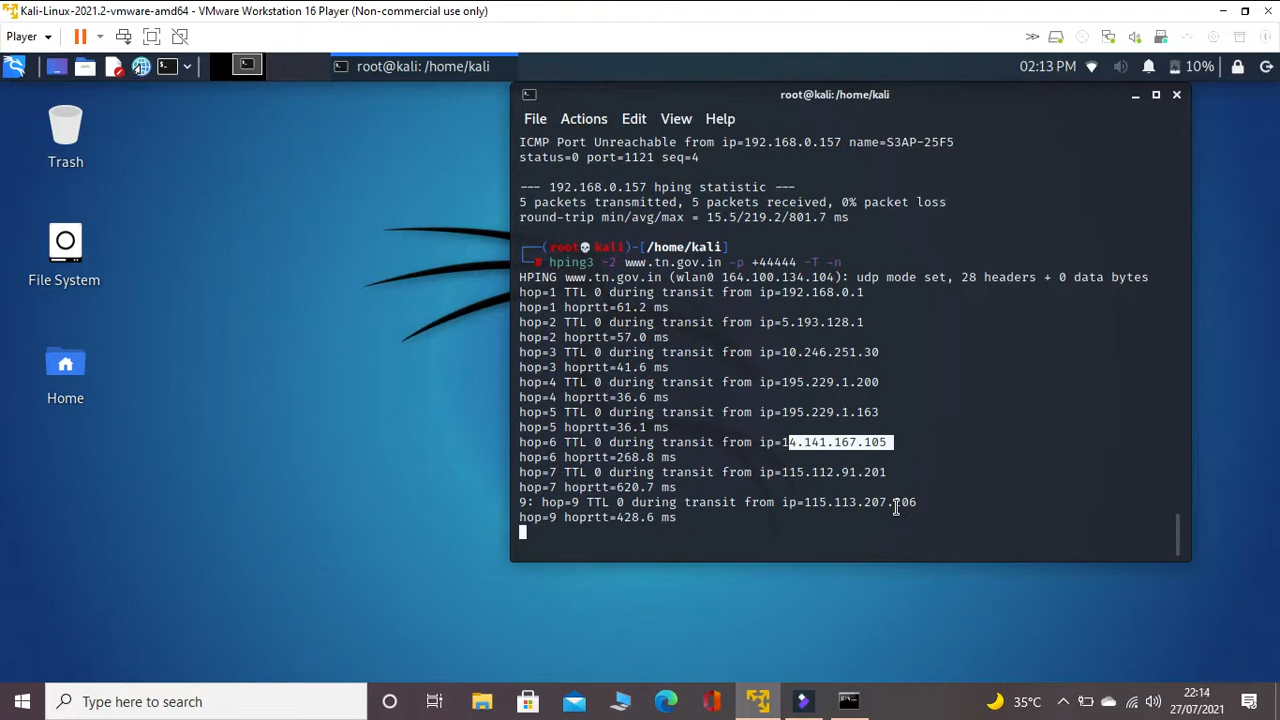 Kali-Linux-2021.2-vmware-amd64 - VMware Workstation 16 Player (Non-commercial use only)
Player
root@kali: /home/kali
02:13 PM
10%
Trash
File System
Home
root@kali:/home/kali
File Actions Edit View Help
ICMP Port Unreachable from ip=192.168.0.157 name=S3AP-25F5
status=0 port=1121 seq=4
--- 192.168.0.157 hping statistic ---
5 packets transmitted, 5 packets received, 0% packet loss
round-trip min/avg/max = 15.5/219.2/801.7 ms
┌──(root💀kali)-[/home/kali]
└─# hping3 -2 www.tn.gov.in -p +44444 -T -n
HPING www.tn.gov.in (wlan0 164.100.134.104): udp mode set, 28 headers + 0 data bytes
hop=1 TTL 0 during transit from ip=192.168.0.1
hop=1 hoprtt=61.2 ms
hop=2 TTL 0 during transit from ip=5.193.128.1
hop=2 hoprtt=57.0 ms
hop=3 TTL 0 during transit from ip=10.246.251.30
hop=3 hoprtt=41.6 ms
hop=4 TTL 0 during transit from ip=195.229.1.200
hop=4 hoprtt=36.6 ms
hop=5 TTL 0 during transit from ip=195.229.1.163
hop=5 hoprtt=36.1 ms
hop=6 TTL 0 during transit from ip=14.141.167.105
hop=6 hoprtt=268.8 ms
hop=7 TTL 0 during transit from ip=115.112.91.201
hop=7 hoprtt=620.7 ms
9: hop=9 TTL 0 during transit from
hop=9 hoprtt=428.6 ms
Type here to search
35°C
22:14
27/07/2021